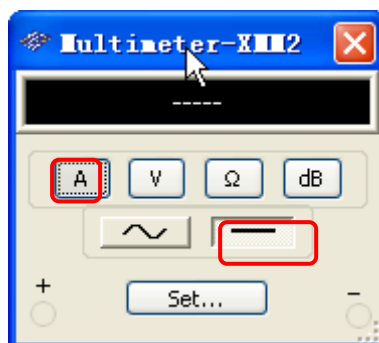 Multimeter-XMM2
-----
A V Ω dB
+ Set... −